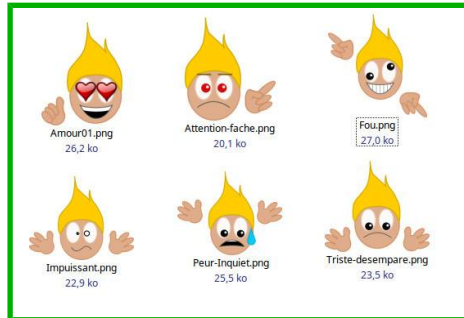 Amour01.png
26,2 ko
Attention-fache.png
20,1 ko
Fou.png
27,0 ko
Impuissant.png
22,9 ko
Peur-Inquiet.png
25,5 ko
Triste-desempare.png
23,5 ko